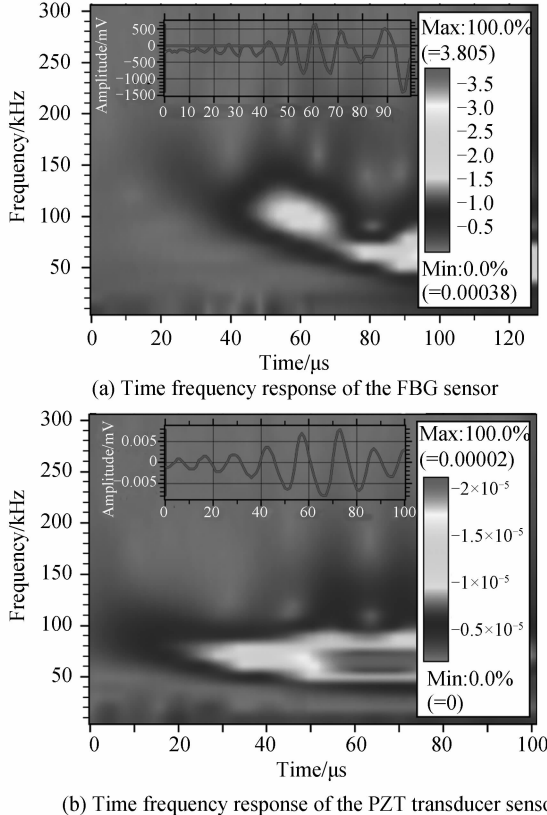 300
250
200
150
100
50
Frequency/kHz
Amplitude/mV
500
0
−500
−1000
−1500
0 10 20 30 40 50 60 70 80 90
Max:100.0%
(=3.805)
−3.5
−3.0
−2.5
−2.0
−1.5
−1.0
−0.5
Min:0.0%
(=0.00038)
0 20 40 60 80 100 120
Time/μs
(a) Time frequency response of the FBG sensor
300
250
200
150
100
50
Frequency/kHz
Amplitude/mV
0.005
0
−0.005
0 20 40 60 80 100
Max:100.0%
(=0.00002)
−2×10⁻⁵
−1.5×10⁻⁵
−1×10⁻⁵
−0.5×10⁻⁵
Min:0.0%
(=0)
0 20 40 60 80 100
Time/μs
(b) Time frequency response of the PZT transducer senso